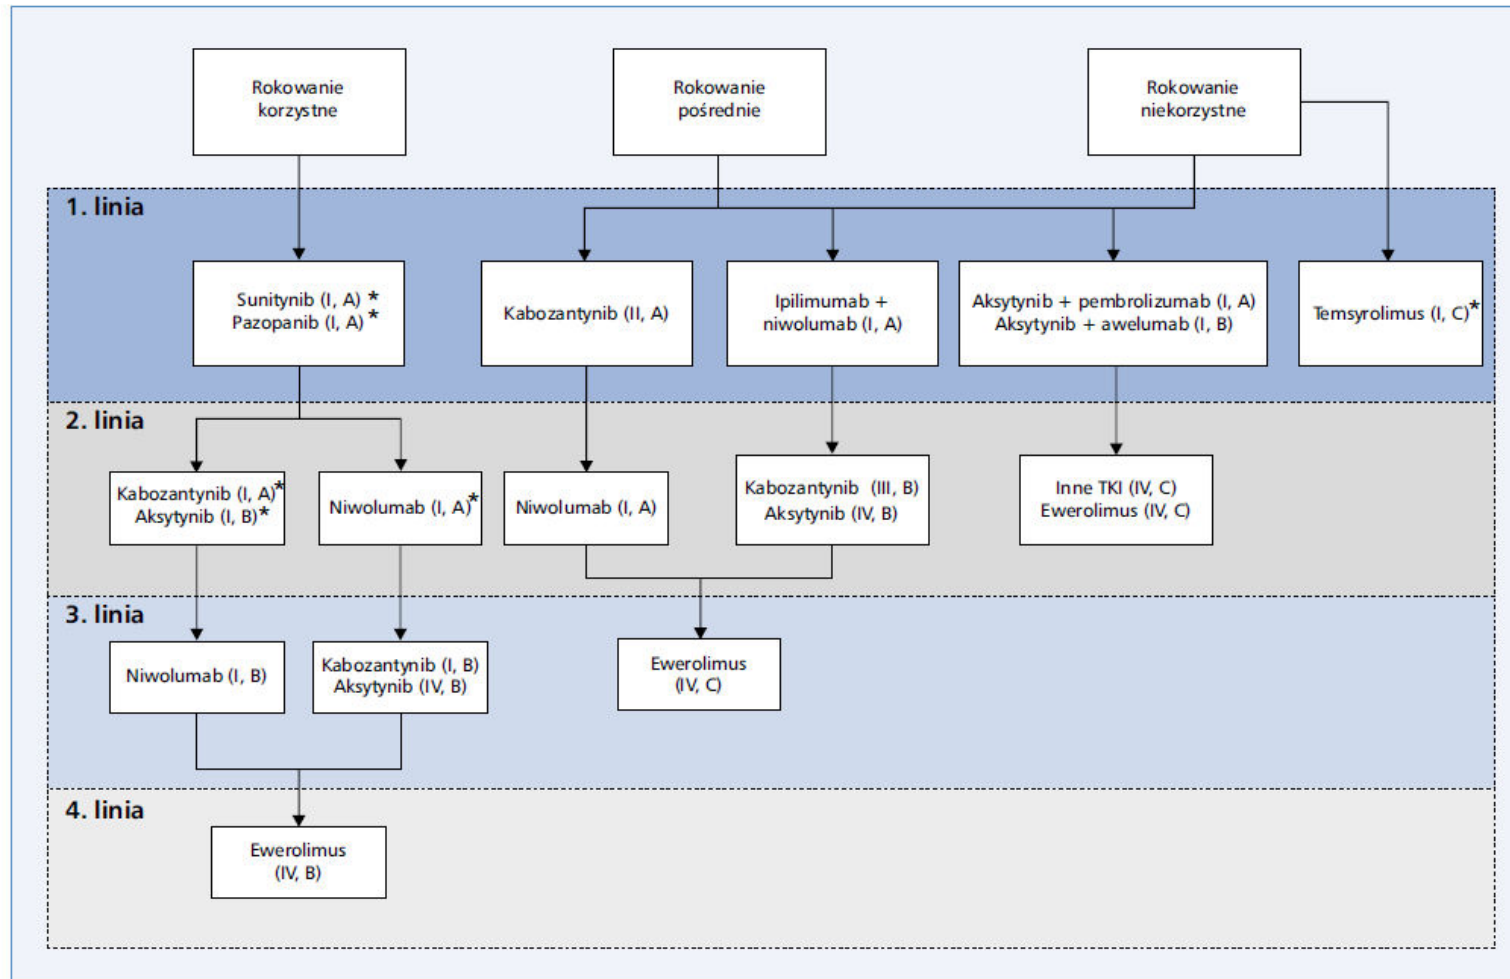 Rokowanie
korzystne
Rokowanie
pośrednie
Rokowanie
niekorzystne
1. linia
Sunitynib (I, A) *
Pazopanib (I, A) *
Kabozantynib (II, A)
Ipilimumab +
niwolumab (I, A)
Aksytynib + pembrolizumab (I, A)
Aksytynib + awelumab (I, B)
Temsyrolimus (I, C)*
2. linia
Kabozantynib (I, A)*
Aksytynib (I, B)*
Niwolumab (I, A)*
Niwolumab (I, A)
Kabozantynib (III, B)
Aksytynib (IV, B)
Inne TKI (IV, C)
Ewerolimus (IV, C)
3. linia
Niwolumab (I, B)
Kabozantynib (I, B)
Aksytynib (IV, B)
Ewerolimus
(IV, C)
4. linia
Ewerolimus
(IV, B)